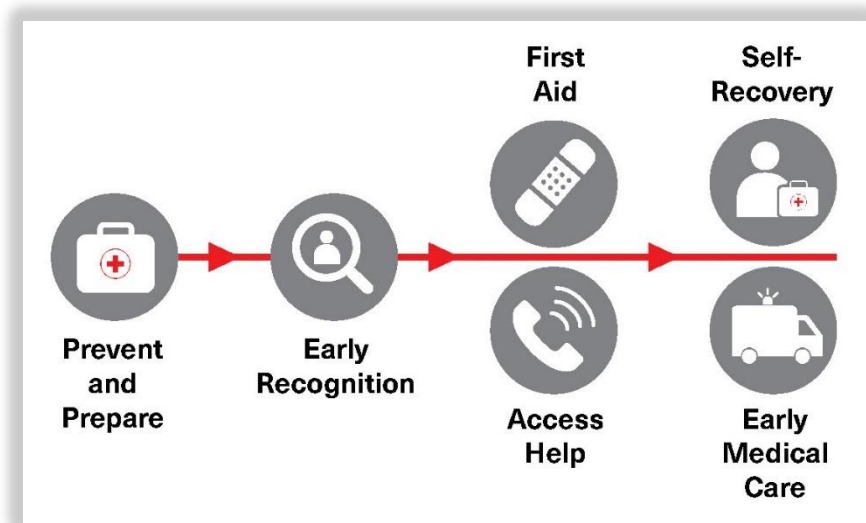 Prevent
and
Prepare
Early
Recognition
First
Aid
Access
Help
Self-
Recovery
Early
Medical
Care